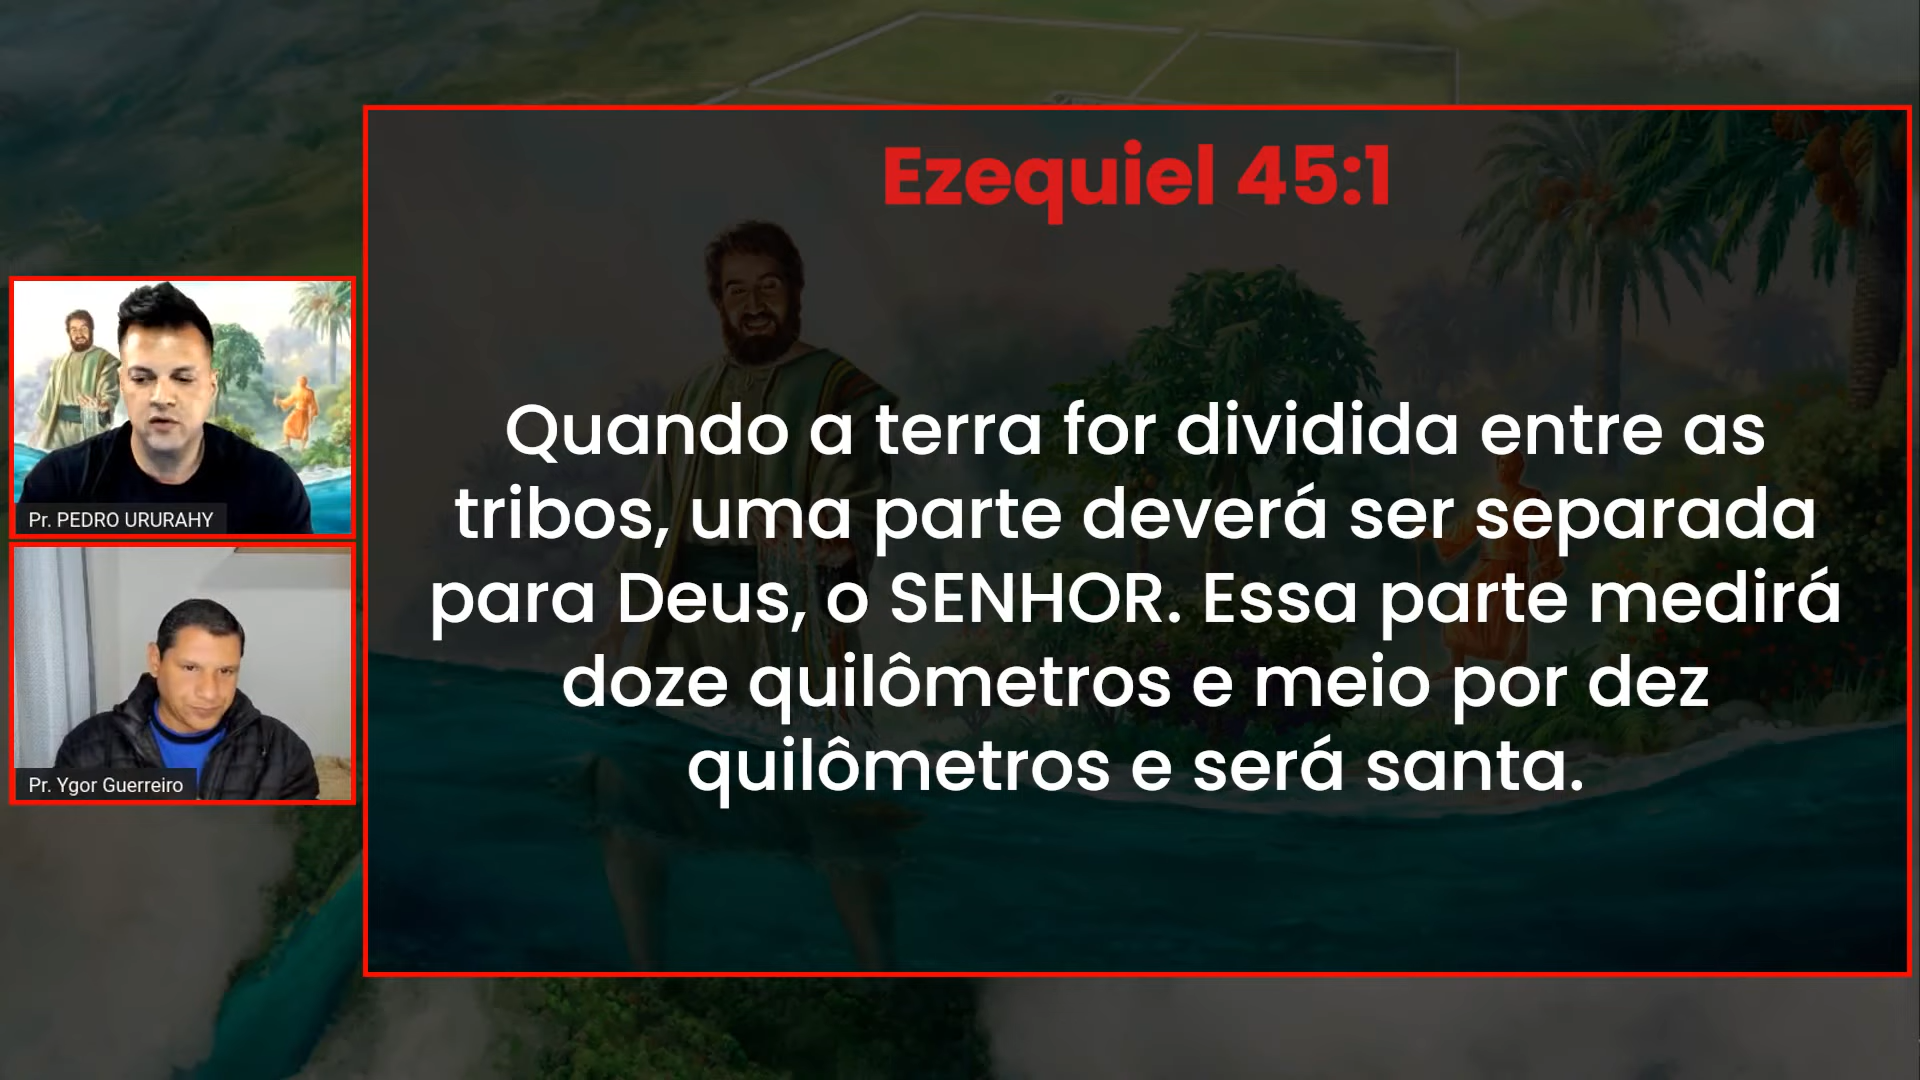 Ezequiel 45:1
Quando a terra for dividida entre as
tribos, uma parte deverá ser separada
para Deus, o SENHOR. Essa parte medirá
doze quilômetros e meio por dez
quilômetros e será santa.
Pr. PEDRO URURAHY
Pr. Ygor Guerreiro